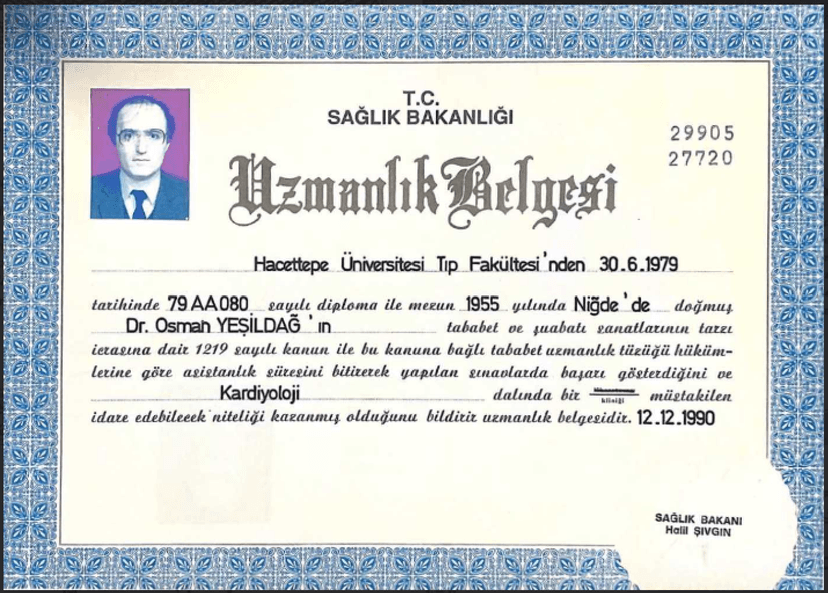 T.C.
SAĞLIK BAKANLIĞI
29905
27720
Uzmanlık Belgesi
Hacettepe Üniversitesi Tıp Fakültesi'nden 30.6.1979
tarihinde 79 AA080 sayılı diploma ile mezun 1955 yılında Niğde'de doğmuş
Dr. Osman YEŞİLDAĞ 'ın tababet ve şuabatı sanatlarının tarzı
icrasına dair 1219 sayılı kanun ile bu kanuna bağlı tababet uzmanlık tüzüğü hüküm-
lerine göre asistanlık süresini bitirerek yapılan sınavlarda başarı gösterdiğini ve
Kardiyoloji dalında bir kliniği müstakilen
idare edebilecek niteliği kazanmış olduğunu bildirir uzmanlık belgesidir. 12.12.1990
SAĞLIK BAKANI
Halil ŞIVGIN